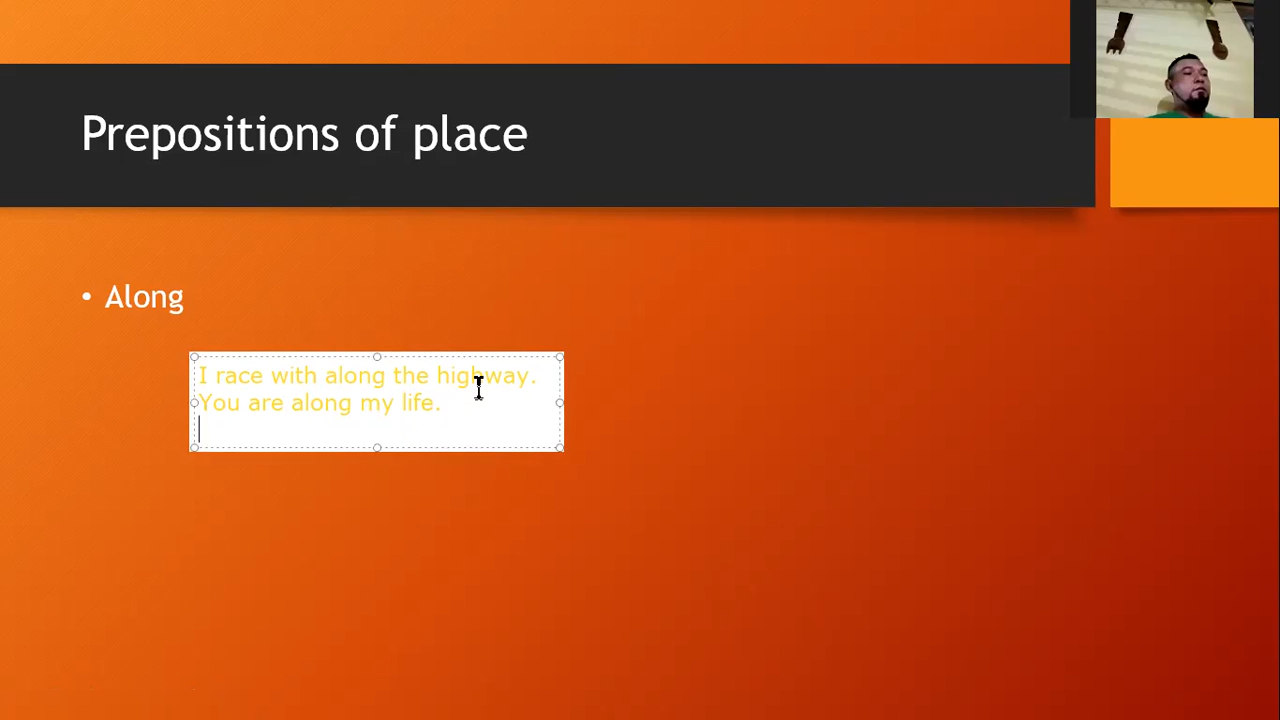 Prepositions of place
• Along
I race with along the highway.
You are along my life.